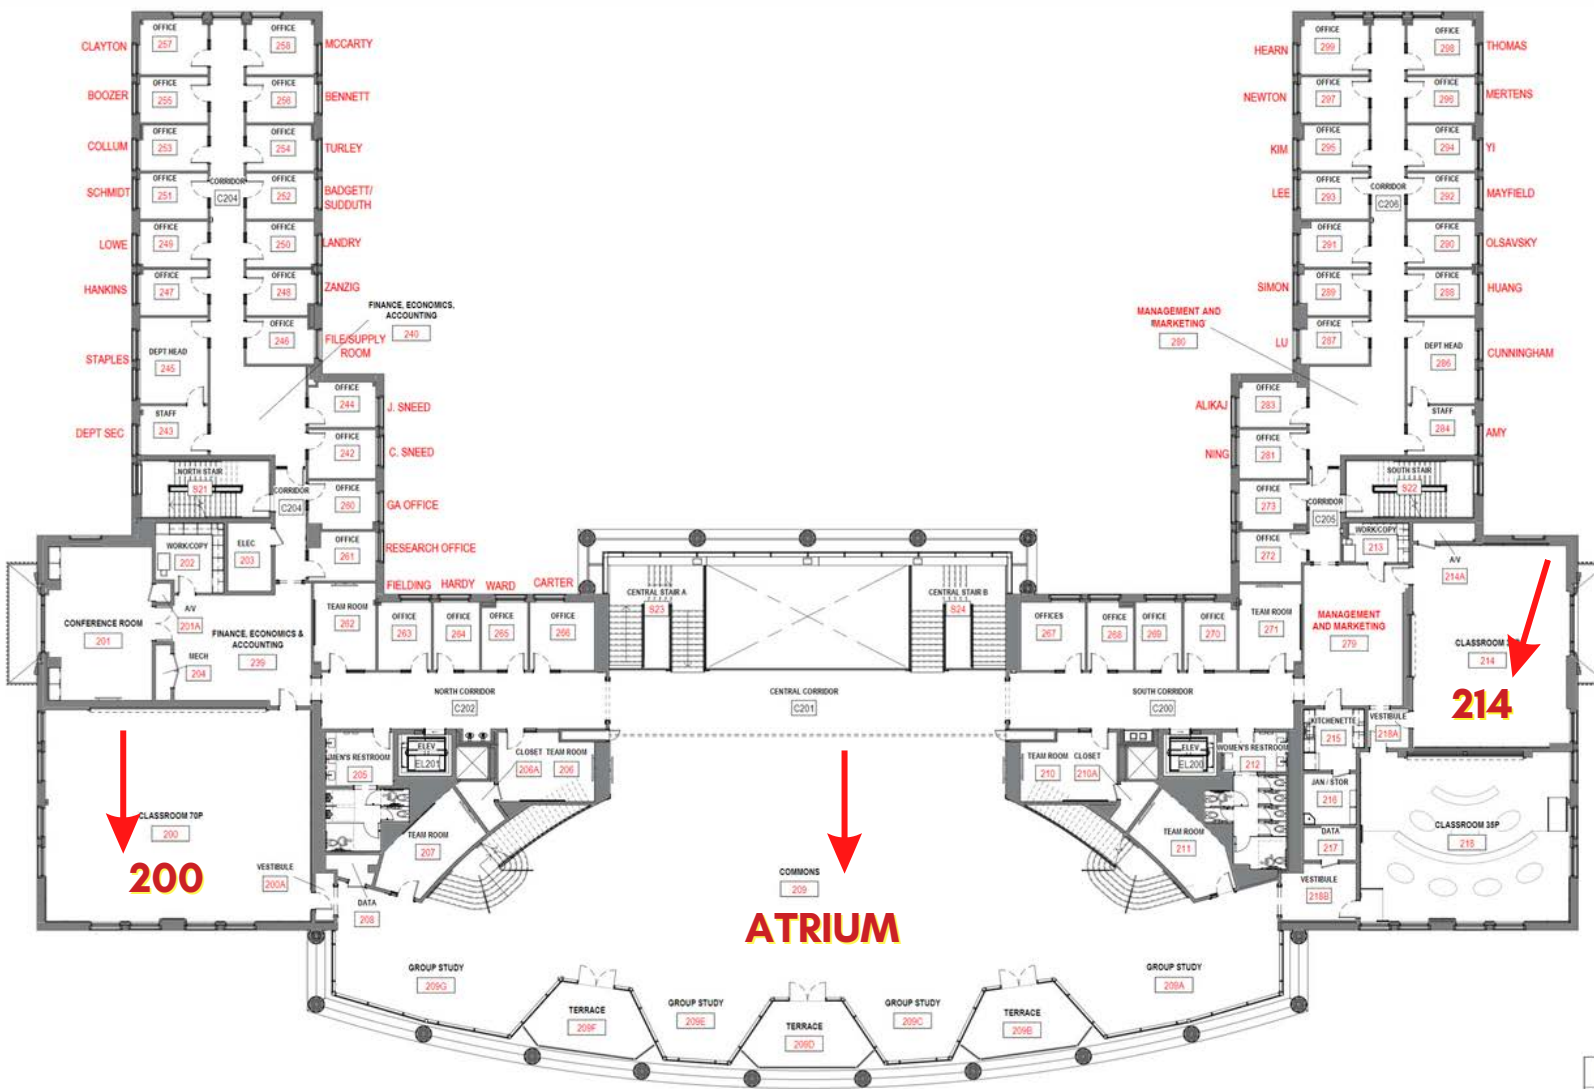 CLAYTON
OFFICE
257
OFFICE
258
MCCARTY
BOOZER
OFFICE
255
OFFICE
256
BENNETT
COLLUM
OFFICE
253
OFFICE
254
TURLEY
SCHMIDT
OFFICE
251
CORRIDOR
C204
OFFICE
252
BADGETT/
SUDDUTH
LOWE
OFFICE
249
OFFICE
250
LANDRY
HANKINS
OFFICE
247
OFFICE
248
ZANZIG
FINANCE, ECONOMICS,
ACCOUNTING
240
OFFICE
246
FILE/SUPPLY
ROOM
STAPLES
DEPT HEAD
245
OFFICE
244
J. SNEED
DEPT SEC
STAFF
243
OFFICE
242
C. SNEED
NORTH STAIR
S21
CORRIDOR
C204
OFFICE
260
GA OFFICE
OFFICE
261
RESEARCH OFFICE
WORK/COPY
202
ELEC
203
HEARN
OFFICE
299
OFFICE
298
THOMAS
NEWTON
OFFICE
297
OFFICE
296
MERTENS
KIM
OFFICE
295
OFFICE
294
YI
LEE
OFFICE
293
CORRIDOR
C206
OFFICE
292
MAYFIELD
OFFICE
291
OFFICE
290
OLSAVSKY
SIMON
OFFICE
289
OFFICE
288
HUANG
MANAGEMENT AND
MARKETING
280
LU
OFFICE
287
DEPT HEAD
286
CUNNINGHAM
ALIKAJ
OFFICE
283
STAFF
284
AMY
NING
OFFICE
281
SOUTH STAIR
S22
OFFICE
273
CORRIDOR
C205
OFFICE
272
WORK/COPY
213
A/V
214A
CONFERENCE ROOM
201
A/V
201A
MECH
204
FINANCE, ECONOMICS &
ACCOUNTING
239
TEAM ROOM
262
FIELDING
OFFICE
263
HARDY
OFFICE
264
WARD
OFFICE
265
CARTER
OFFICE
266
CENTRAL STAIR A
S23
CENTRAL STAIR B
S24
OFFICES
267
OFFICE
268
OFFICE
269
OFFICE
270
TEAM ROOM
271
MANAGEMENT
AND MARKETING
279
CLASSROOM
214
214
NORTH CORRIDOR
C202
CENTRAL CORRIDOR
C201
SOUTH CORRIDOR
C200
CLASSROOM 70P
200
200
VESTIBULE
200A
MEN'S RESTROOM
205
ELEV
EL201
CLOSET
206A
TEAM ROOM
206
TEAM ROOM
207
DATA
208
COMMONS
209
ATRIUM
TEAM ROOM
210
CLOSET
210A
ELEV
EL200
WOMEN'S RESTROOM
212
TEAM ROOM
211
KITCHENETTE
215
VESTIBULE
218A
JAN / STOR
216
DATA
217
VESTIBULE
218B
CLASSROOM 35P
218
GROUP STUDY
209G
TERRACE
209F
GROUP STUDY
209E
TERRACE
209D
GROUP STUDY
209C
TERRACE
209B
GROUP STUDY
209A